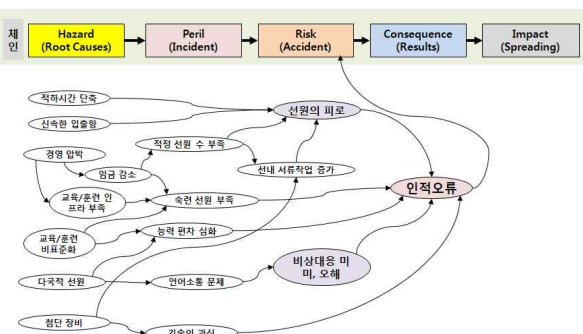 체
인
Hazard
(Root Causes)
Peril
(Incident)
Risk
(Accident)
Consequence
(Results)
Impact
(Spreading)
적하시간 단축
신속한 입출항
선원의 피로
경영 압박
적정 선원 수 부족
임금 감소
선내 서류작업 증가
교육/훈련 인
프라 부족
숙련 선원 부족
인적오류
교육/훈련
비표준화
능력 편차 심화
비상대응 미
미, 오해
다국적 선원
언어소통 문제
첨단 장비
기술의 과신